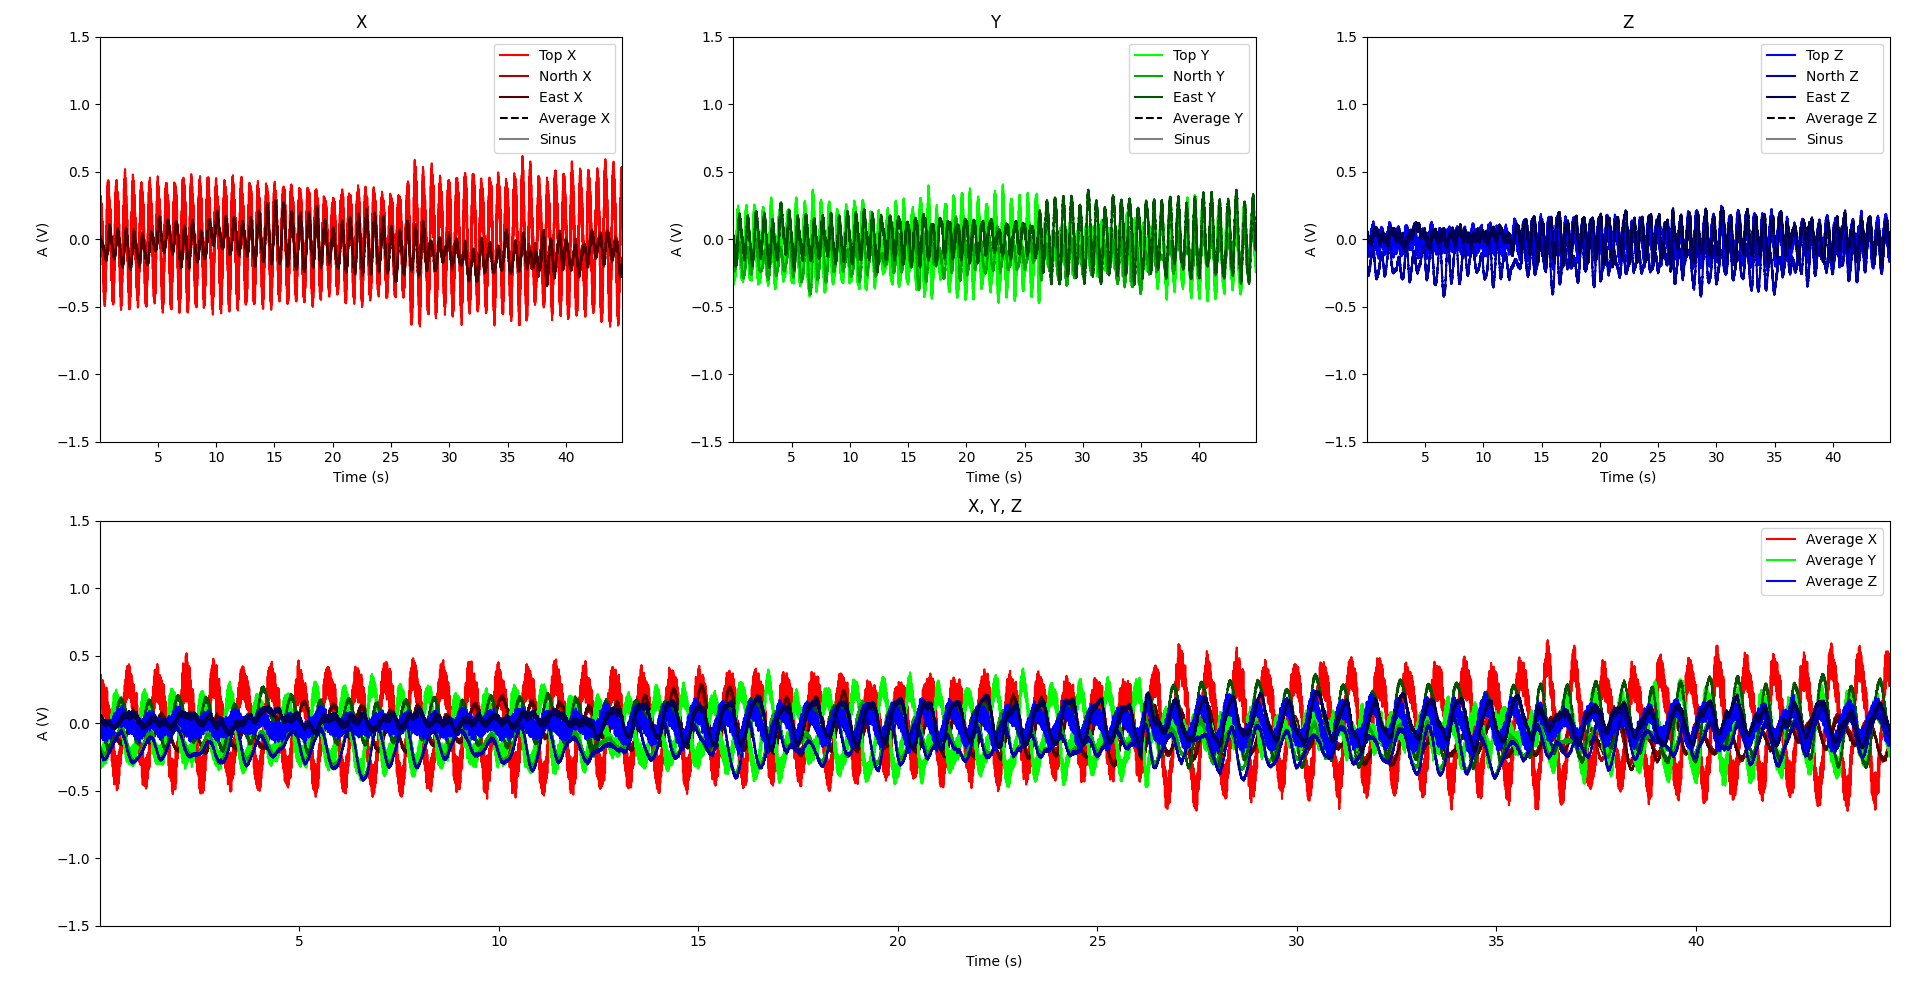 X
1.5
1.0
0.5
0.0
−0.5
−1.0
−1.5
A (V)
5 10 15 20 25 30 35 40
Time (s)
Top X
North X
East X
Average X
Sinus
Y
1.5
1.0
0.5
0.0
−0.5
−1.0
−1.5
A (V)
5 10 15 20 25 30 35 40
Time (s)
Top Y
North Y
East Y
Average Y
Sinus
Z
1.5
1.0
0.5
0.0
−0.5
−1.0
−1.5
A (V)
5 10 15 20 25 30 35 40
Time (s)
Top Z
North Z
East Z
Average Z
Sinus
X, Y, Z
1.5
1.0
0.5
0.0
−0.5
−1.0
−1.5
A (V)
5 10 15 20 25 30 35 40
Time (s)
Average X
Average Y
Average Z